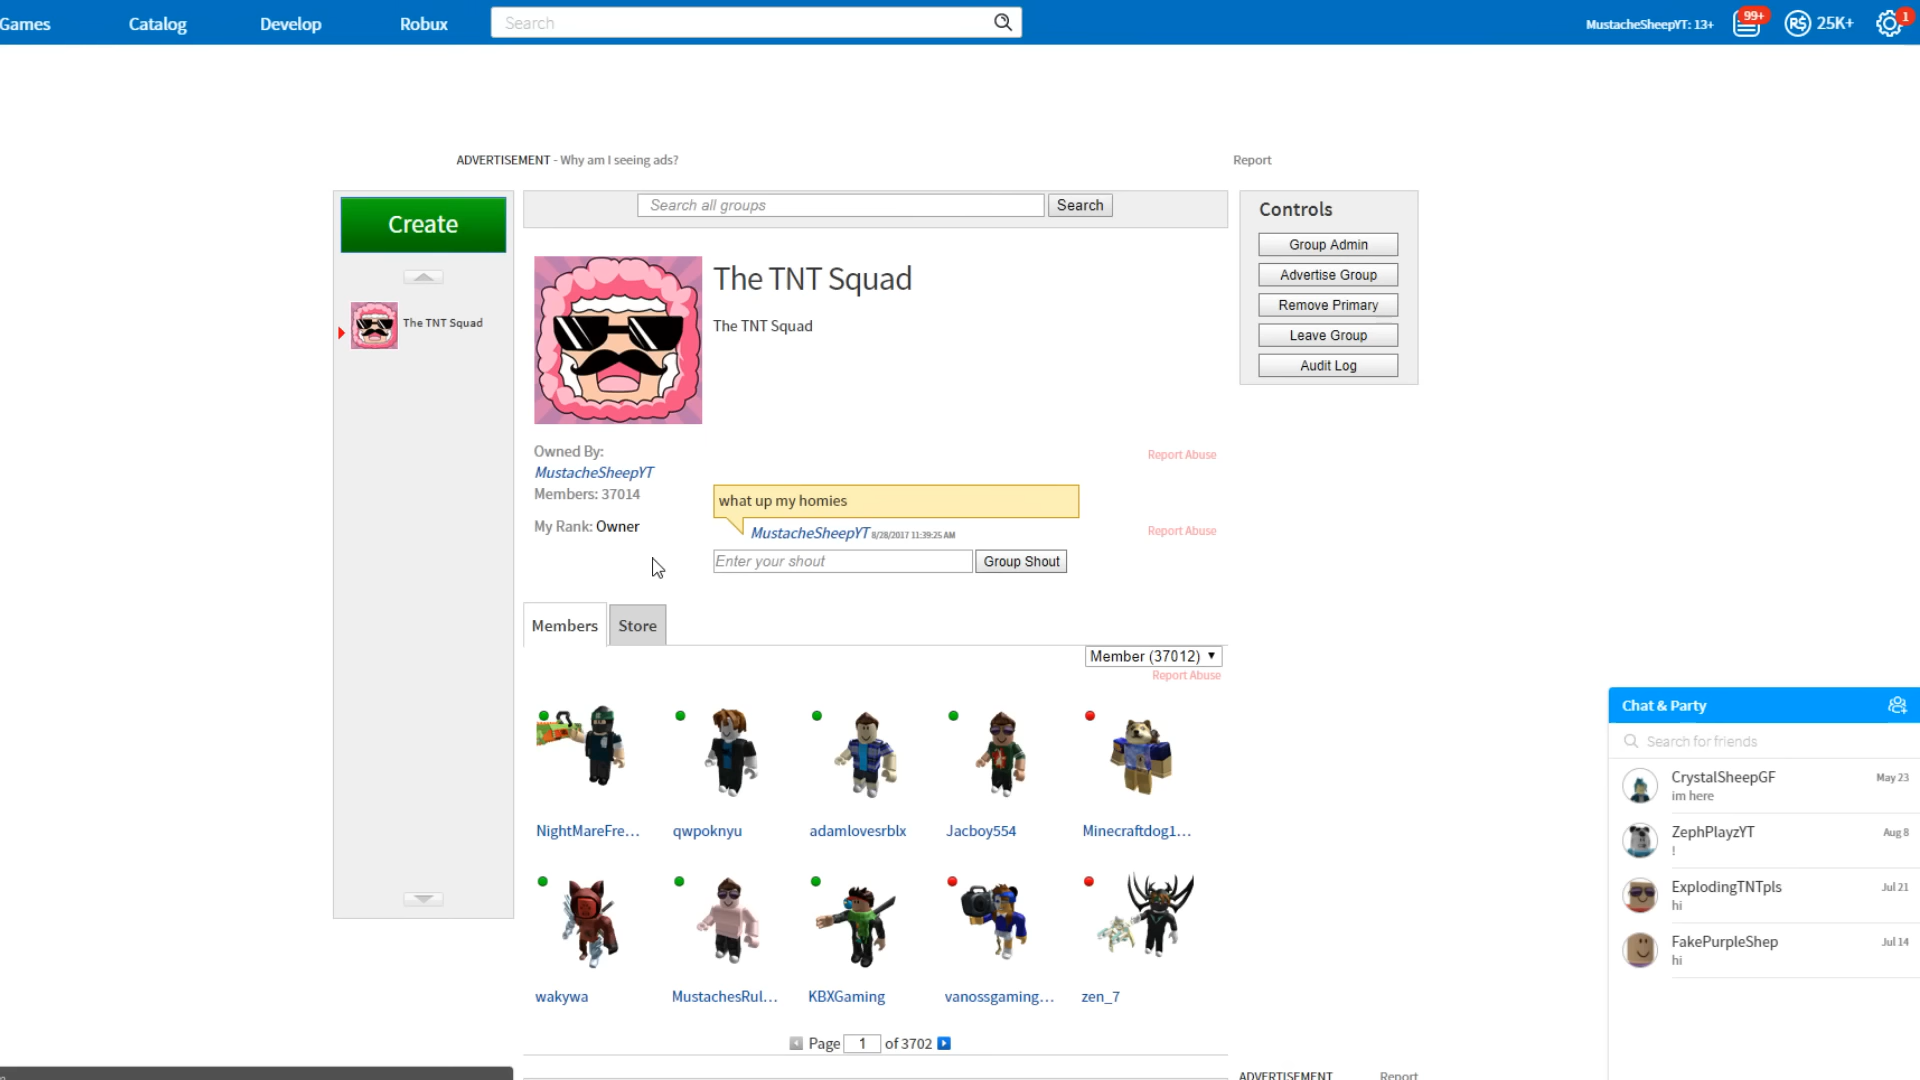 Games Catalog Develop Robux Search MustacheSheepYT: 13+ 99+ R$ 25K+ 1
ADVERTISEMENT - Why am I seeing ads? Report
Create
The TNT Squad
Search all groups Search
The TNT Squad
The TNT Squad
Controls
Group Admin
Advertise Group
Remove Primary
Leave Group
Audit Log
Owned By:
MustacheSheepYT
Members: 37014
My Rank: Owner
Report Abuse
what up my homies
MustacheSheepYT 8/28/2017 11:39:25 AM
Report Abuse
Enter your shout Group Shout
Members Store
Member (37012) ▼
Report Abuse
NightMareFre... qwpoknyu adamlovesrblx Jacboy554 Minecraftdog1...
wakywa MustachesRul... KBXGaming vanossgaming... zen_7
Page 1 of 3702
Chat & Party
Search for friends
CrystalSheepGF May 23
im here
ZephPlayzYT Aug 8
!
ExplodingTNTpls Jul 21
hi
FakePurpleShep Jul 14
hi
ADVERTISEMENT Report